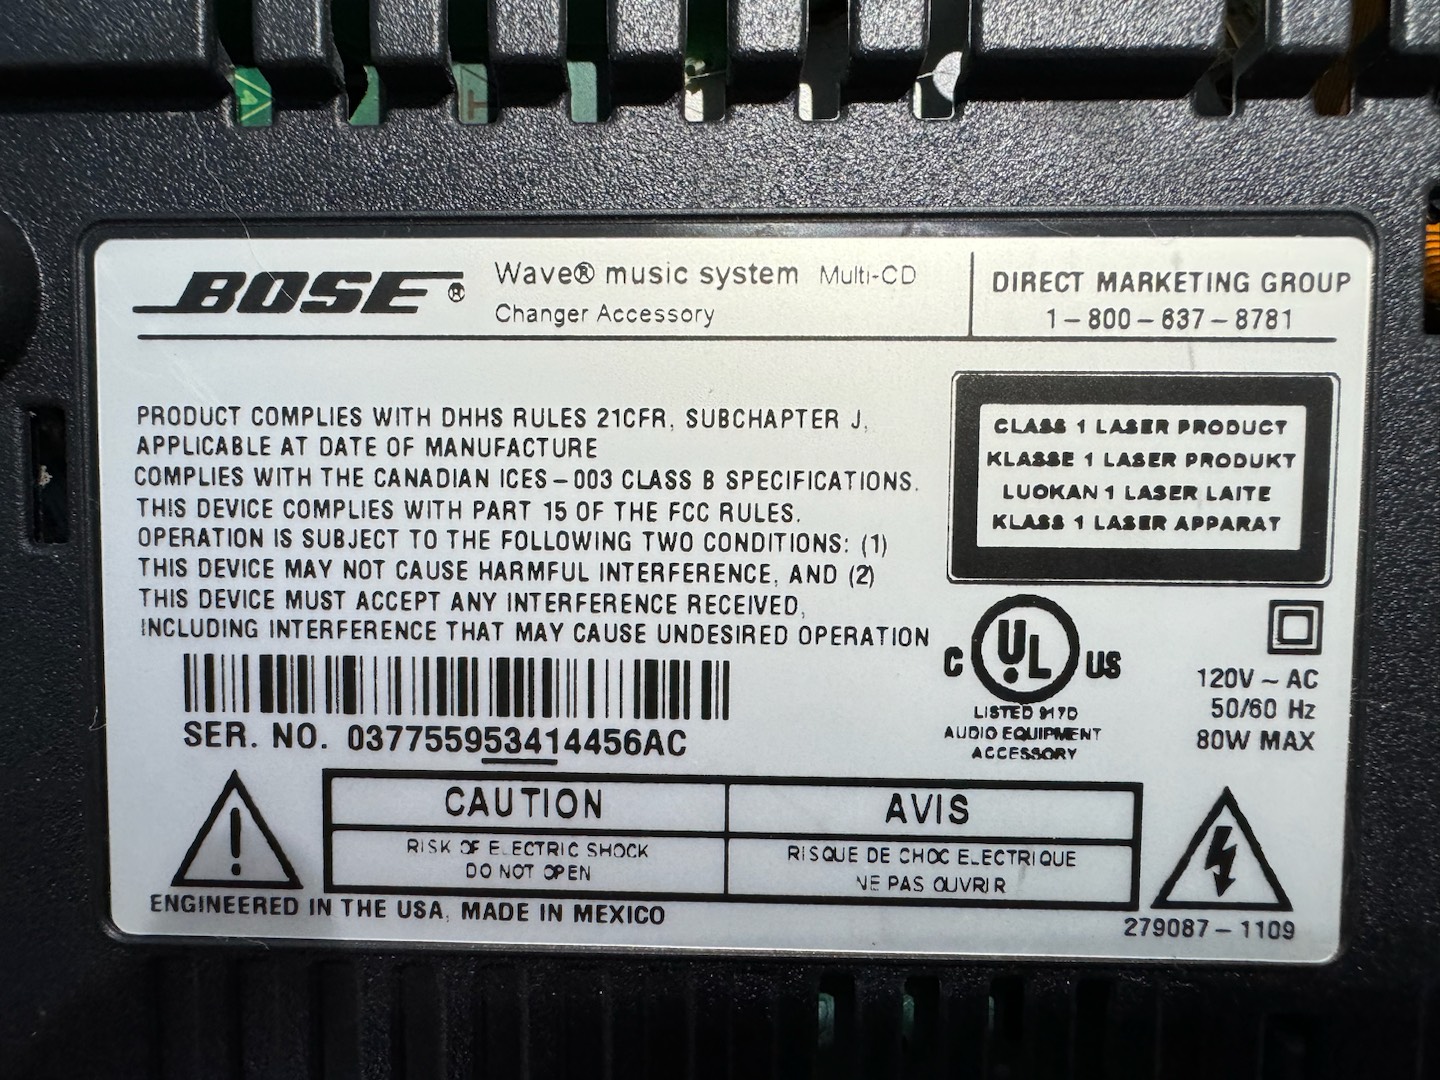 BOSE® Wave® music system Multi-CD
Changer Accessory
DIRECT MARKETING GROUP
1-800-637-8781
PRODUCT COMPLIES WITH DHHS RULES 21CFR, SUBCHAPTER J,
APPLICABLE AT DATE OF MANUFACTURE
COMPLIES WITH THE CANADIAN ICES-003 CLASS B SPECIFICATIONS.
THIS DEVICE COMPLIES WITH PART 15 OF THE FCC RULES.
OPERATION IS SUBJECT TO THE FOLLOWING TWO CONDITIONS: (1)
THIS DEVICE MAY NOT CAUSE HARMFUL INTERFERENCE, AND (2)
THIS DEVICE MUST ACCEPT ANY INTERFERENCE RECEIVED,
INCLUDING INTERFERENCE THAT MAY CAUSE UNDESIRED OPERATION
CLASS 1 LASER PRODUCT
KLASSE 1 LASER PRODUKT
LUOKAN 1 LASER LAITE
KLASS 1 LASER APPARAT
C UL US
LISTED 917D
AUDIO EQUIPMENT
ACCESSORY
120V ~ AC
50/60 Hz
80W MAX
SER. NO. 037755953414456AC
CAUTION
RISK OF ELECTRIC SHOCK
DO NOT OPEN
AVIS
RISQUE DE CHOC ELECTRIQUE
NE PAS OUVRIR
ENGINEERED IN THE USA, MADE IN MEXICO
279087-1109